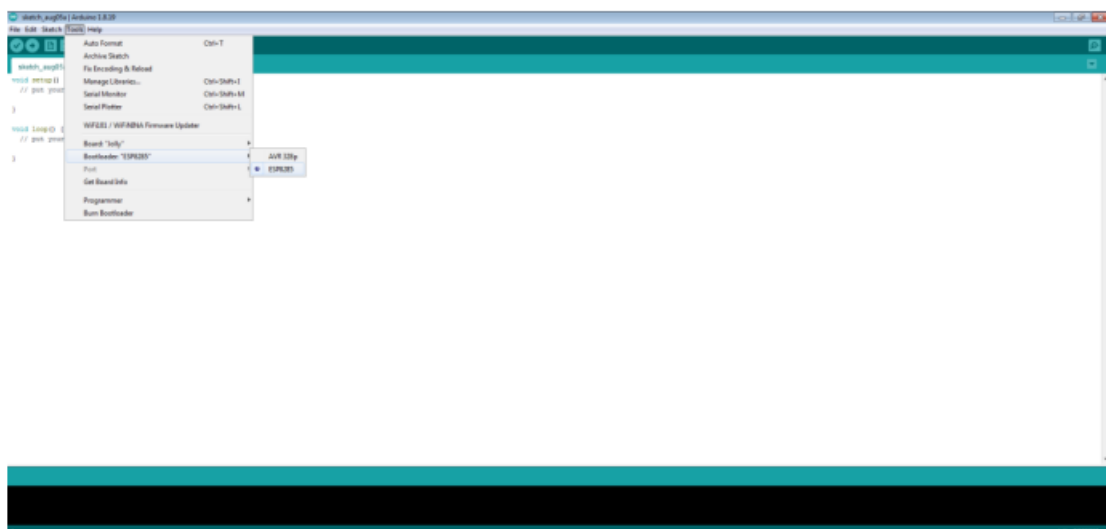 sketch_aug05a | Arduino 1.8.19
File Edit Sketch Tools Help
sketch_aug05a
void setup() {
// put your
}
void loop() {
// put your
}
Auto Format Ctrl+T
Archive Sketch
Fix Encoding & Reload
Manage Libraries... Ctrl+Shift+I
Serial Monitor Ctrl+Shift+M
Serial Plotter Ctrl+Shift+L
WiFi101 / WiFiNINA Firmware Updater
Board: "Jolly"
Bootloader: "ESP8285"
Port
Get Board Info
Programmer
Burn Bootloader
AVR 328p
ESP8285